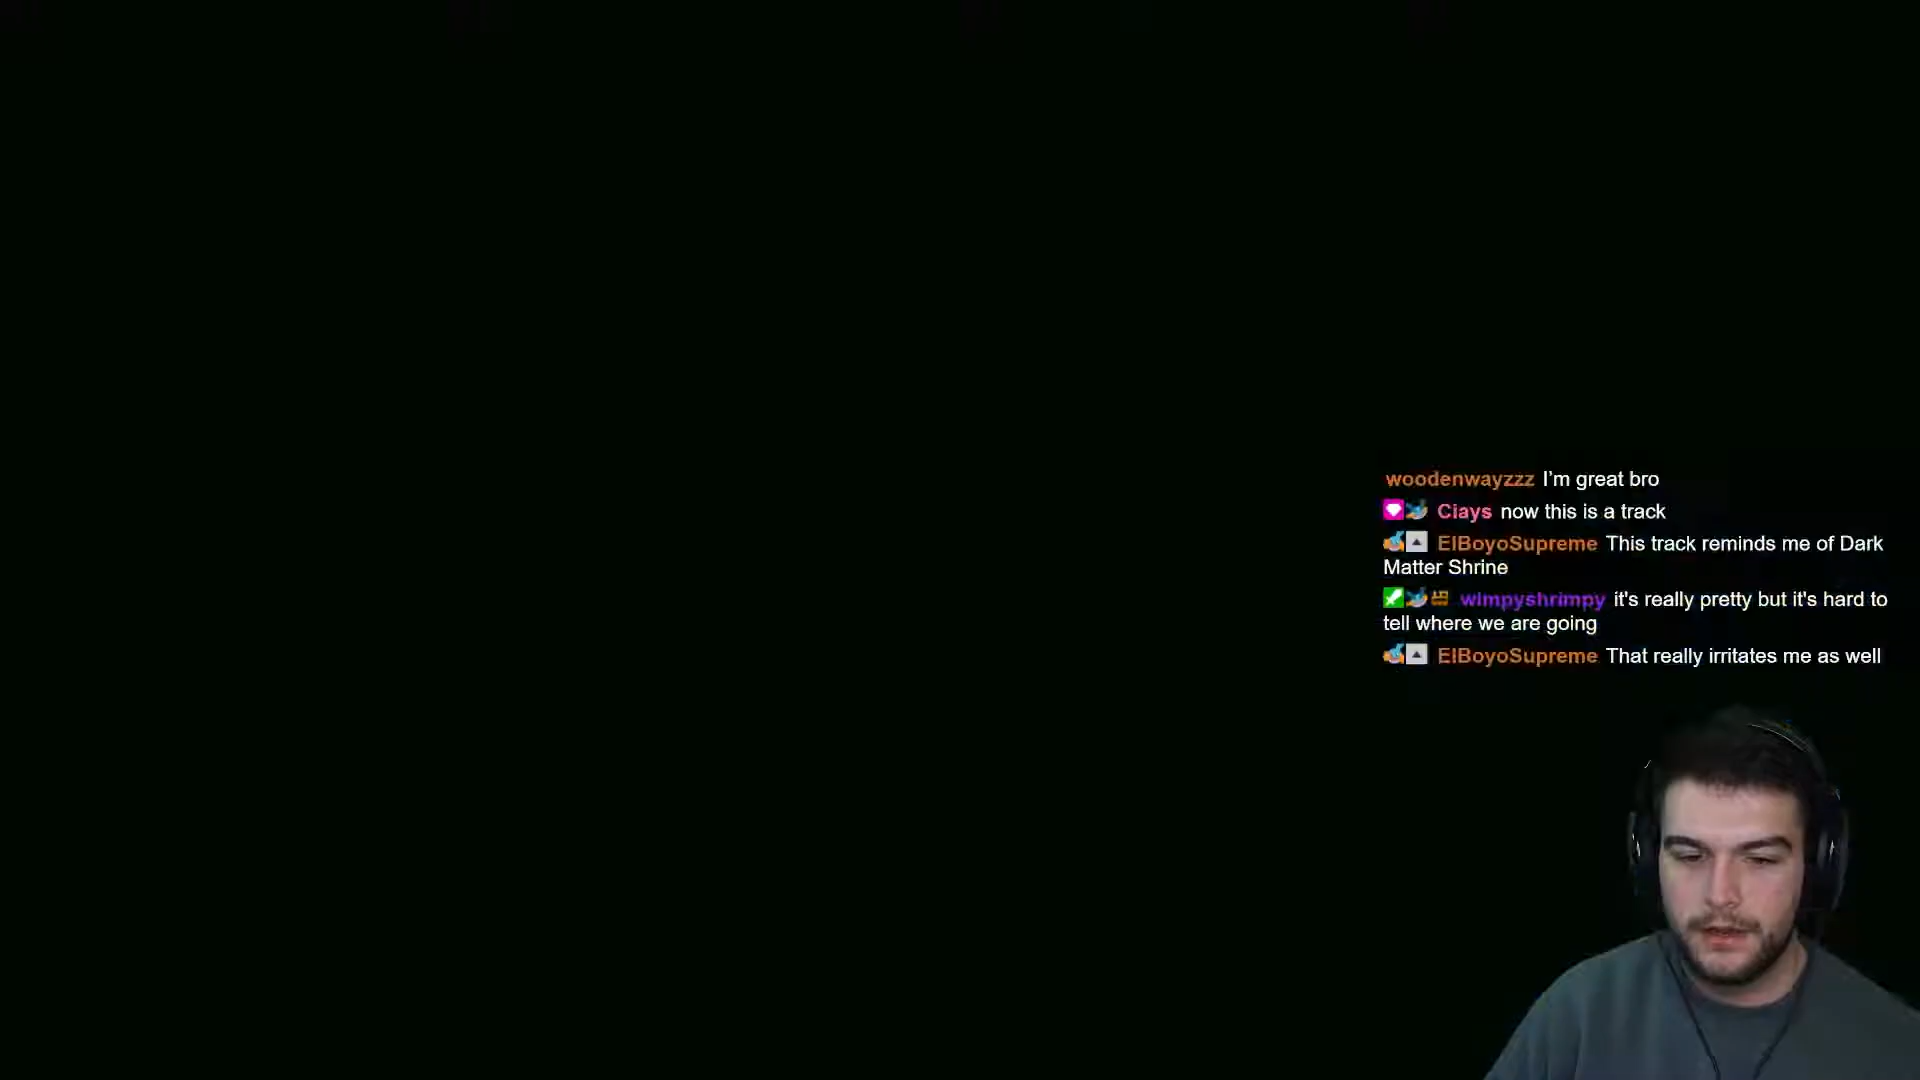 woodenwayzzz I'm great bro
Clays now this is a track
ElBoyoSupreme This track reminds me of Dark
Matter Shrine
wimpyshrimpy it's really pretty but it's hard to
tell where we are going
ElBoyoSupreme That really irritates me as well